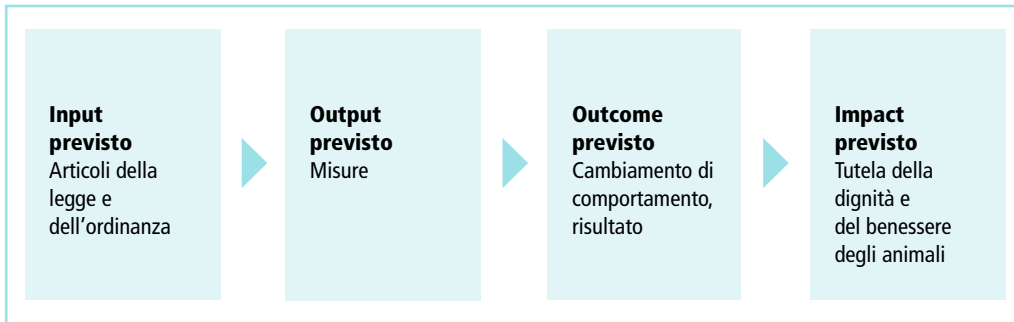 Input
previsto
Articoli della
legge e
dell'ordinanza
Output
previsto
Misure
Outcome
previsto
Cambiamento di
comportamento,
risultato
Impact
previsto
Tutela della
dignità e
del benessere
degli animali